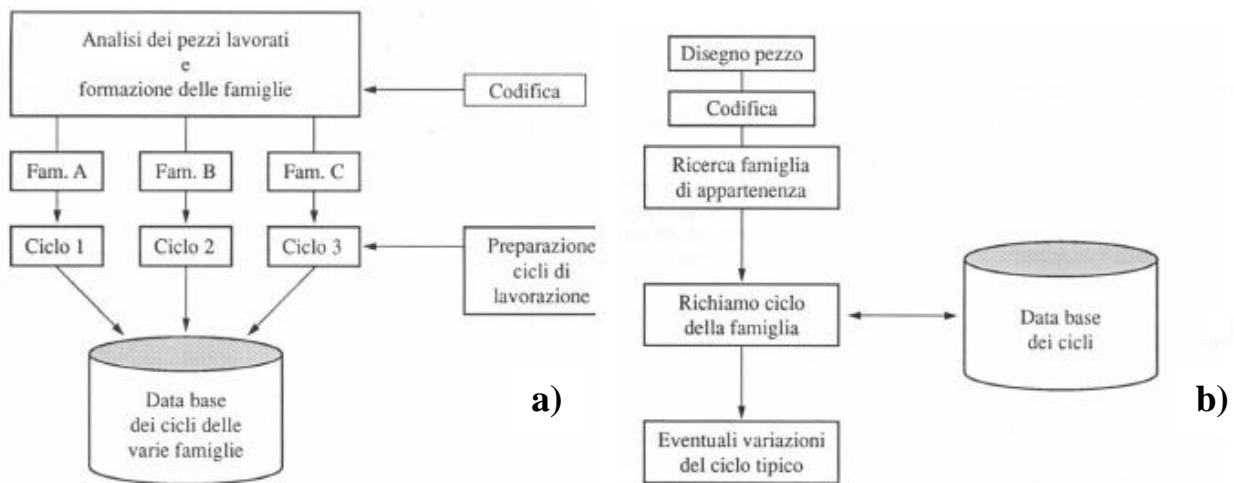 Analisi dei pezzi lavorati
e
formazione delle famiglie
Codifica
Fam. A
Fam. B
Fam. C
Ciclo 1
Ciclo 2
Ciclo 3
Preparazione
cicli di
lavorazione
Data base
dei cicli delle
varie famiglie
a)
Disegno pezzo
Codifica
Ricerca famiglia
di appartenenza
Richiamo ciclo
della famiglia
Data base
dei cicli
Eventuali variazioni
del ciclo tipico
b)